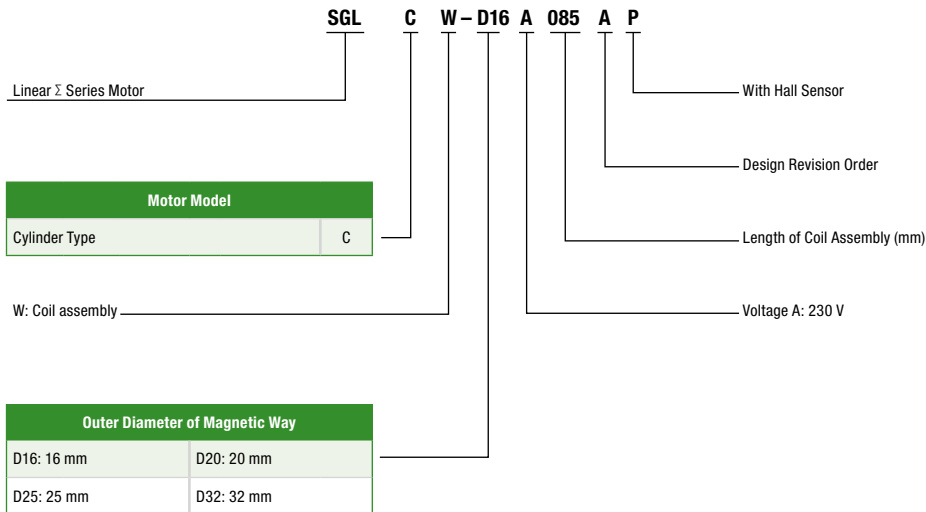 SGL C W – D16 A 085 A P
Linear Σ Series Motor
With Hall Sensor
Design Revision Order
Motor Model
Cylinder Type C
Length of Coil Assembly (mm)
W: Coil assembly
Voltage A: 230 V
Outer Diameter of Magnetic Way
D16: 16 mm D20: 20 mm
D25: 25 mm D32: 32 mm